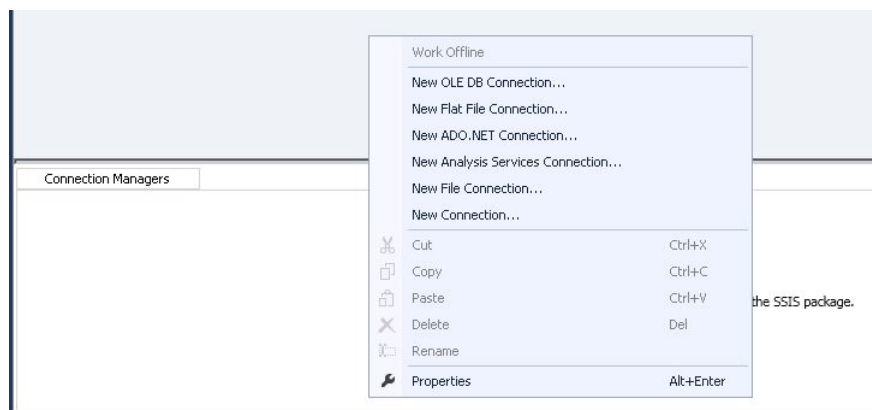 Work Offline
New OLE DB Connection...
New Flat File Connection...
New ADO.NET Connection...
New Analysis Services Connection...
Connection Managers
New File Connection...
New Connection...
Cut Ctrl+X
Copy Ctrl+C
Paste Ctrl+V
the SSIS package.
Delete Del
Rename
Properties Alt+Enter